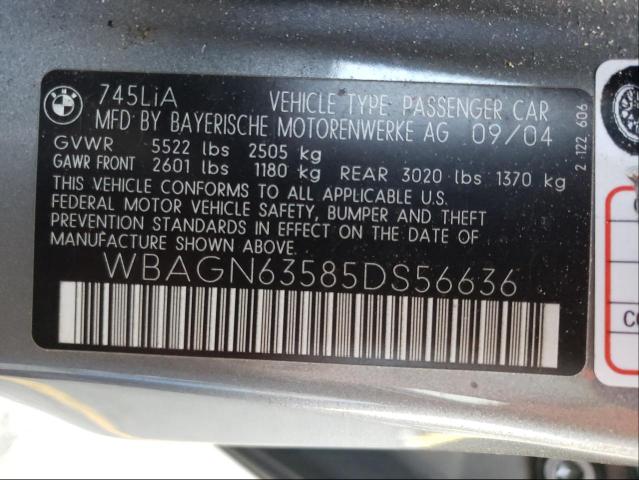 745LiA VEHICLE TYPE: PASSENGER CAR
MFD BY BAYERISCHE MOTORENWERKE AG 09/04
GVWR 5522 lbs 2505 kg
GAWR FRONT 2601 lbs 1180 kg REAR 3020 lbs 1370 kg
THIS VEHICLE CONFORMS TO ALL APPLICABLE U.S.
FEDERAL MOTOR VEHICLE SAFETY, BUMPER AND THEFT
PREVENTION STANDARDS IN EFFECT ON THE DATE OF
MANUFACTURE SHOWN ABOVE.
WBAGN63585DS56636
2 122 606